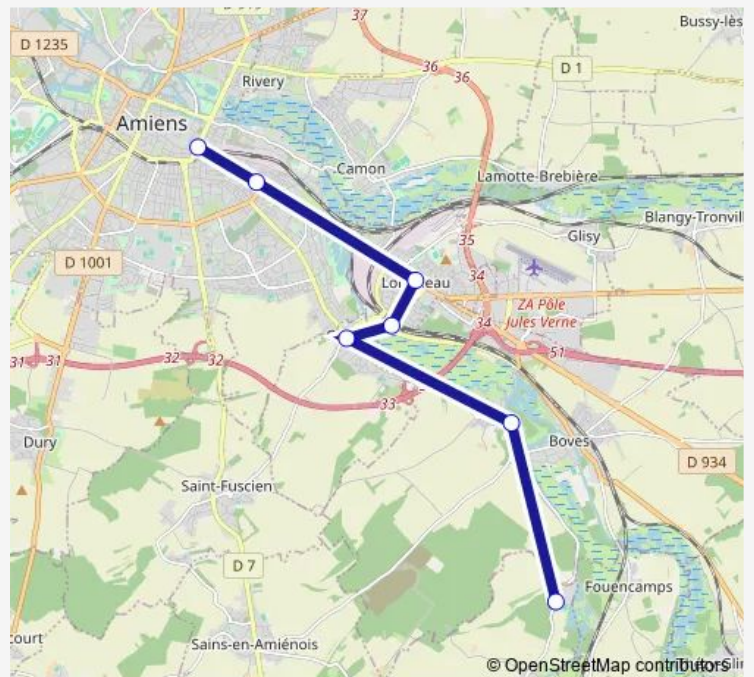 37
D 1235
Bussy-lès
36
36
D 1
Rivery
Amiens
Camon
Lamotte-Brebière
Blangy-Tronvill
35
Glisy
D 1001
34
ZA Pôle
Jules Verne
34
51
31
31
32
32
33
Dury
Boves
D 934
Saint-Fuscien
D 7
Fouencamps
Sains-en-Amiénois
court
© OpenStreetMap contributors